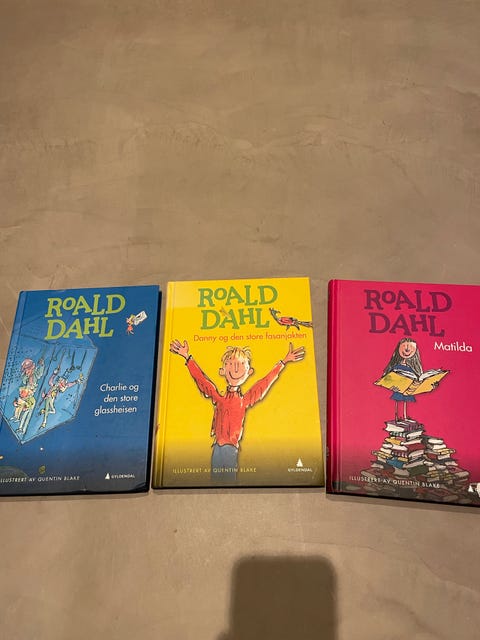 ROALD
DAHL
Charlie og
den store
glassheisen
ILLUSTRERT AV QUENTIN BLAKE
GYLDENDAL
ROALD
DAHL
Danny og den store fasanjakten
ILLUSTRERT AV QUENTIN BLAKE
GYLDENDAL
ROALD
DAHL
Matilda
ILLUSTRERT AV QUENTIN BLAKE